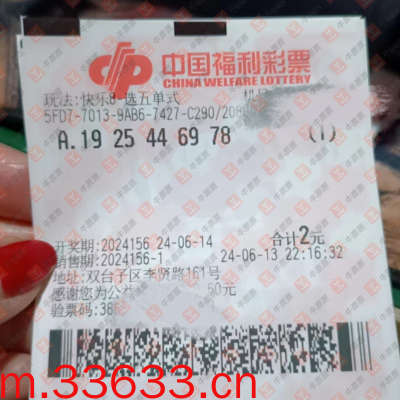 中国福利彩票
CHINA WELFARE LOTTERY
玩法:快乐8-选五单式
5FD7-7013-9AB6-7427-C290/208
A.19 25 44 69 78 (1)
开奖期:2024156 24-06-14 合计2元
销售期:2024156-1 24-06-13 22:16:32
地址:双台子区李贤路161号
感谢您为公益 60元
验票码:38
m.33633.cn